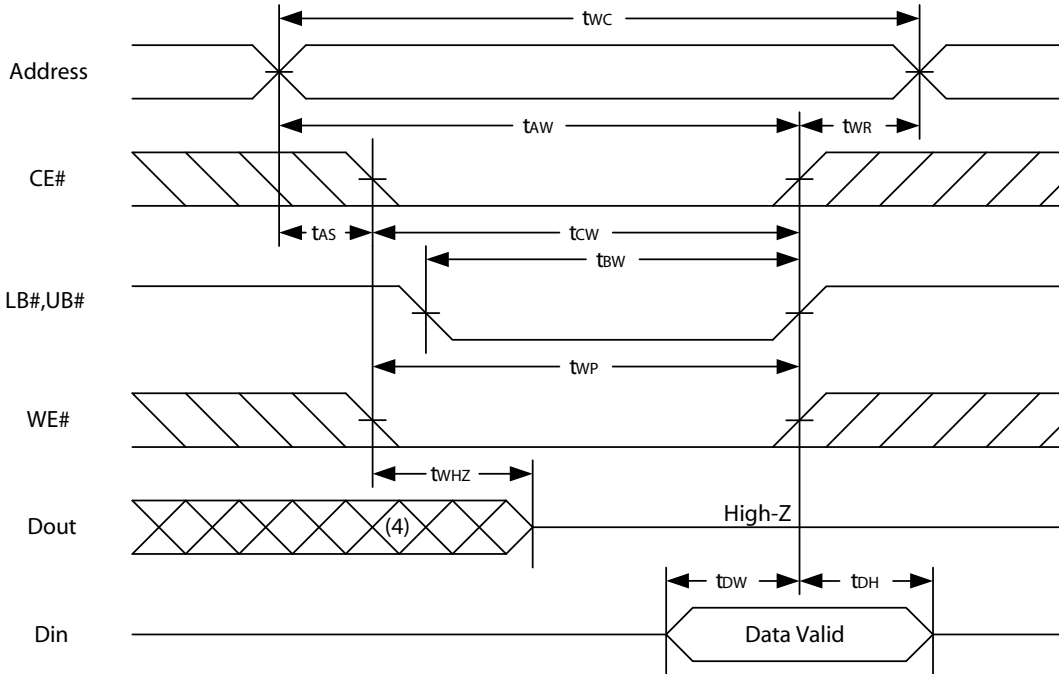 tWC
Address
tAW
tWR
CE#
tAS
tCW
tBW
LB#,UB#
tWP
WE#
tWHZ
Dout
(4)
High-Z
tDW
tDH
Din
Data Valid